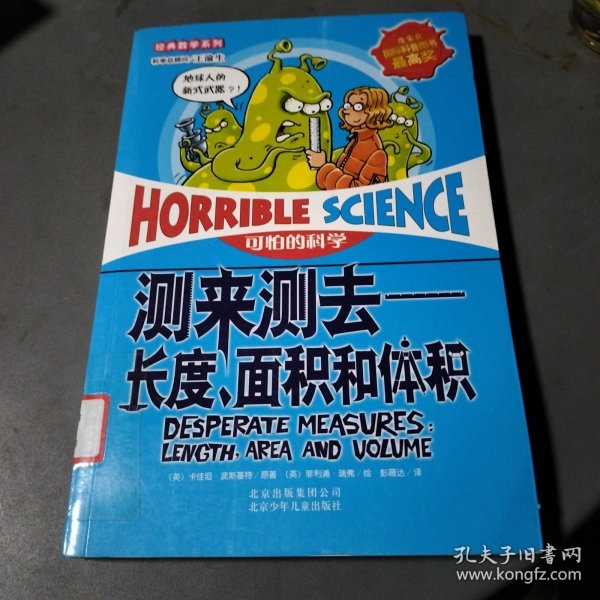 经典数学系列
科学总顾问：王渝生
荣获
国际科普图书
最高奖
地球人的
新式武器？！
HORRIBLE SCIENCE
可怕的科学
测来测去——
长度、面积和体积
DESPERATE MEASURES:
LENGTH, AREA AND VOLUME
（英）卡佳坦·波斯基特／原著 （英）菲利浦·瑞弗／绘 彭薇达／译
北京出版集团公司
北京少年儿童出版社
孔夫子旧书网
www.kongfz.com